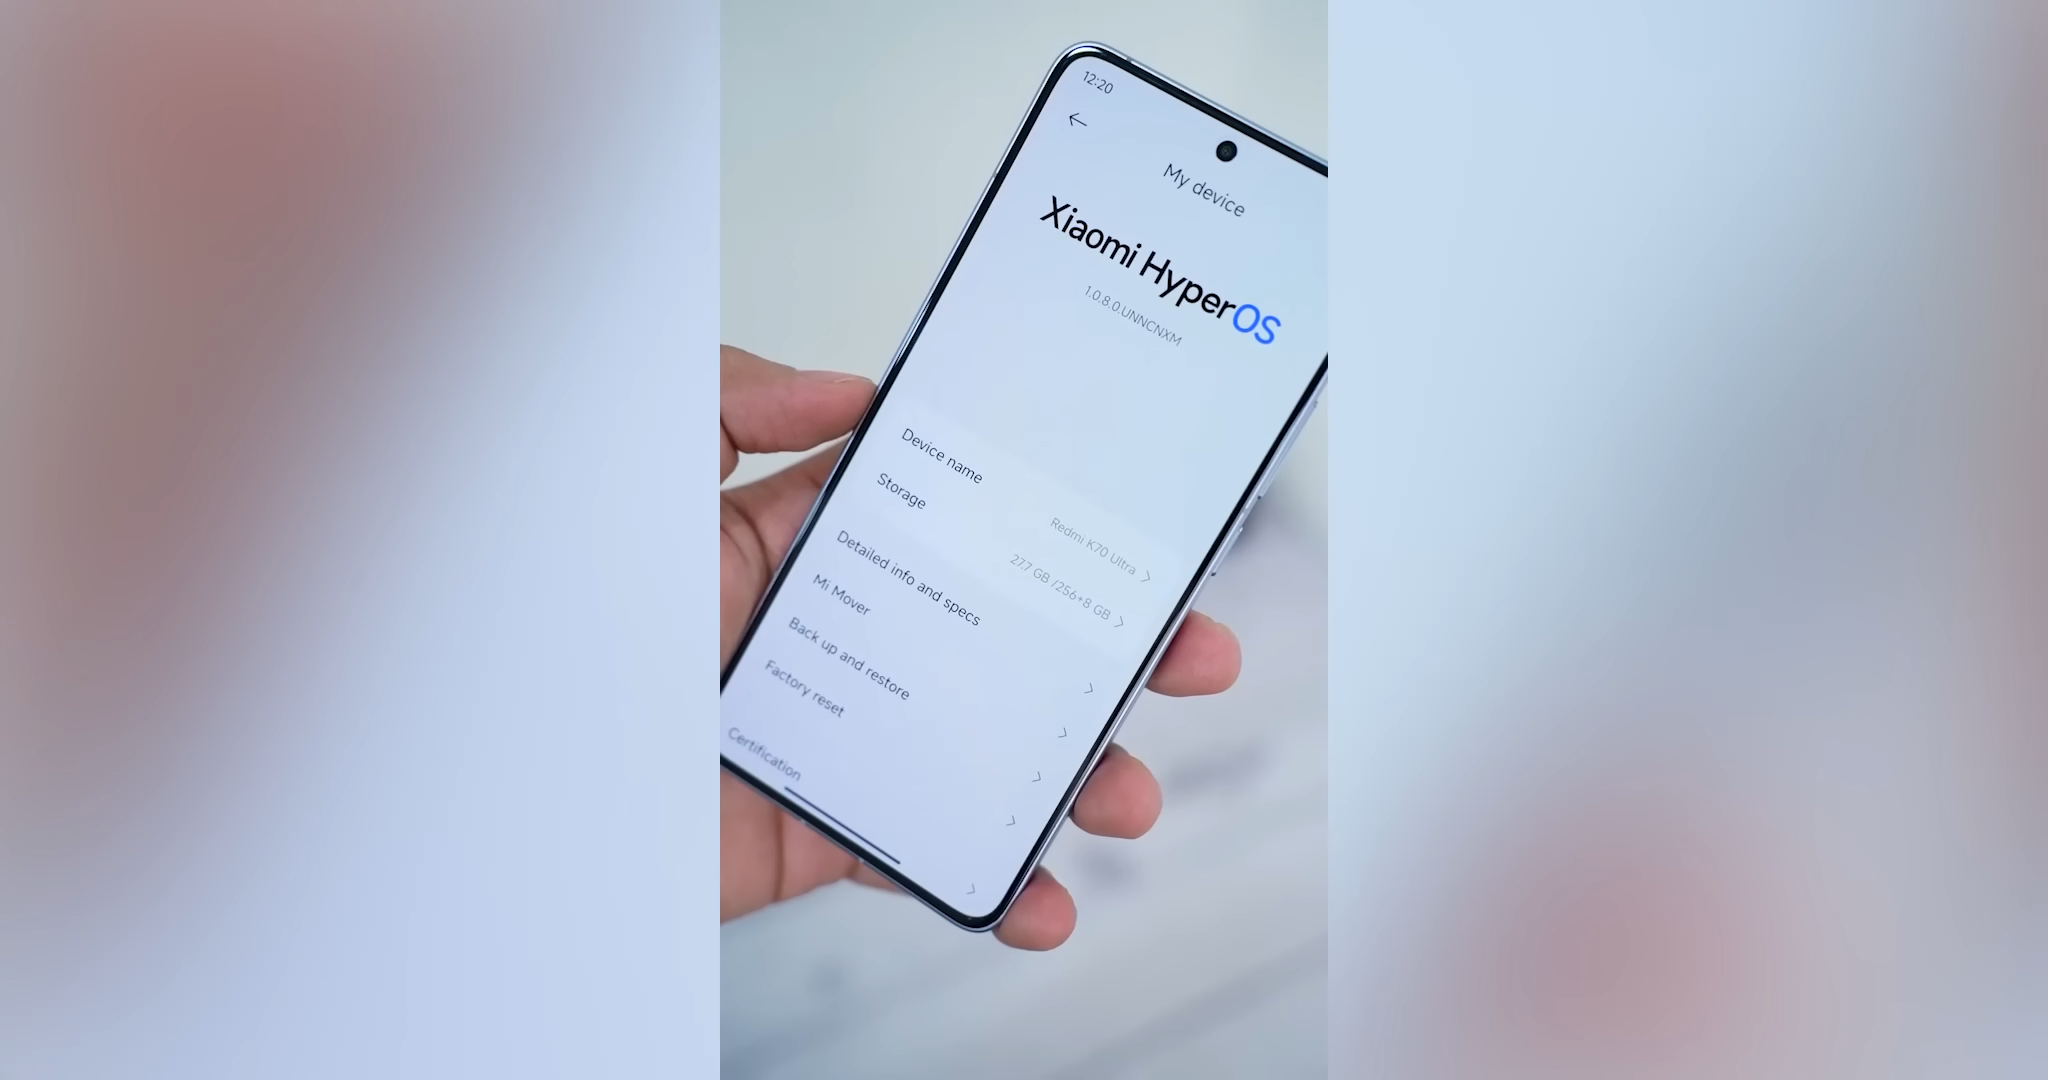 12:20
My device
Xiaomi HyperOS
1.0.8.0.UNNCNXM
Device name
Redmi K70 Ultra
Storage
27.7 GB /256+8 GB
Detailed info and specs
Mi Mover
Back up and restore
Factory reset
Certification